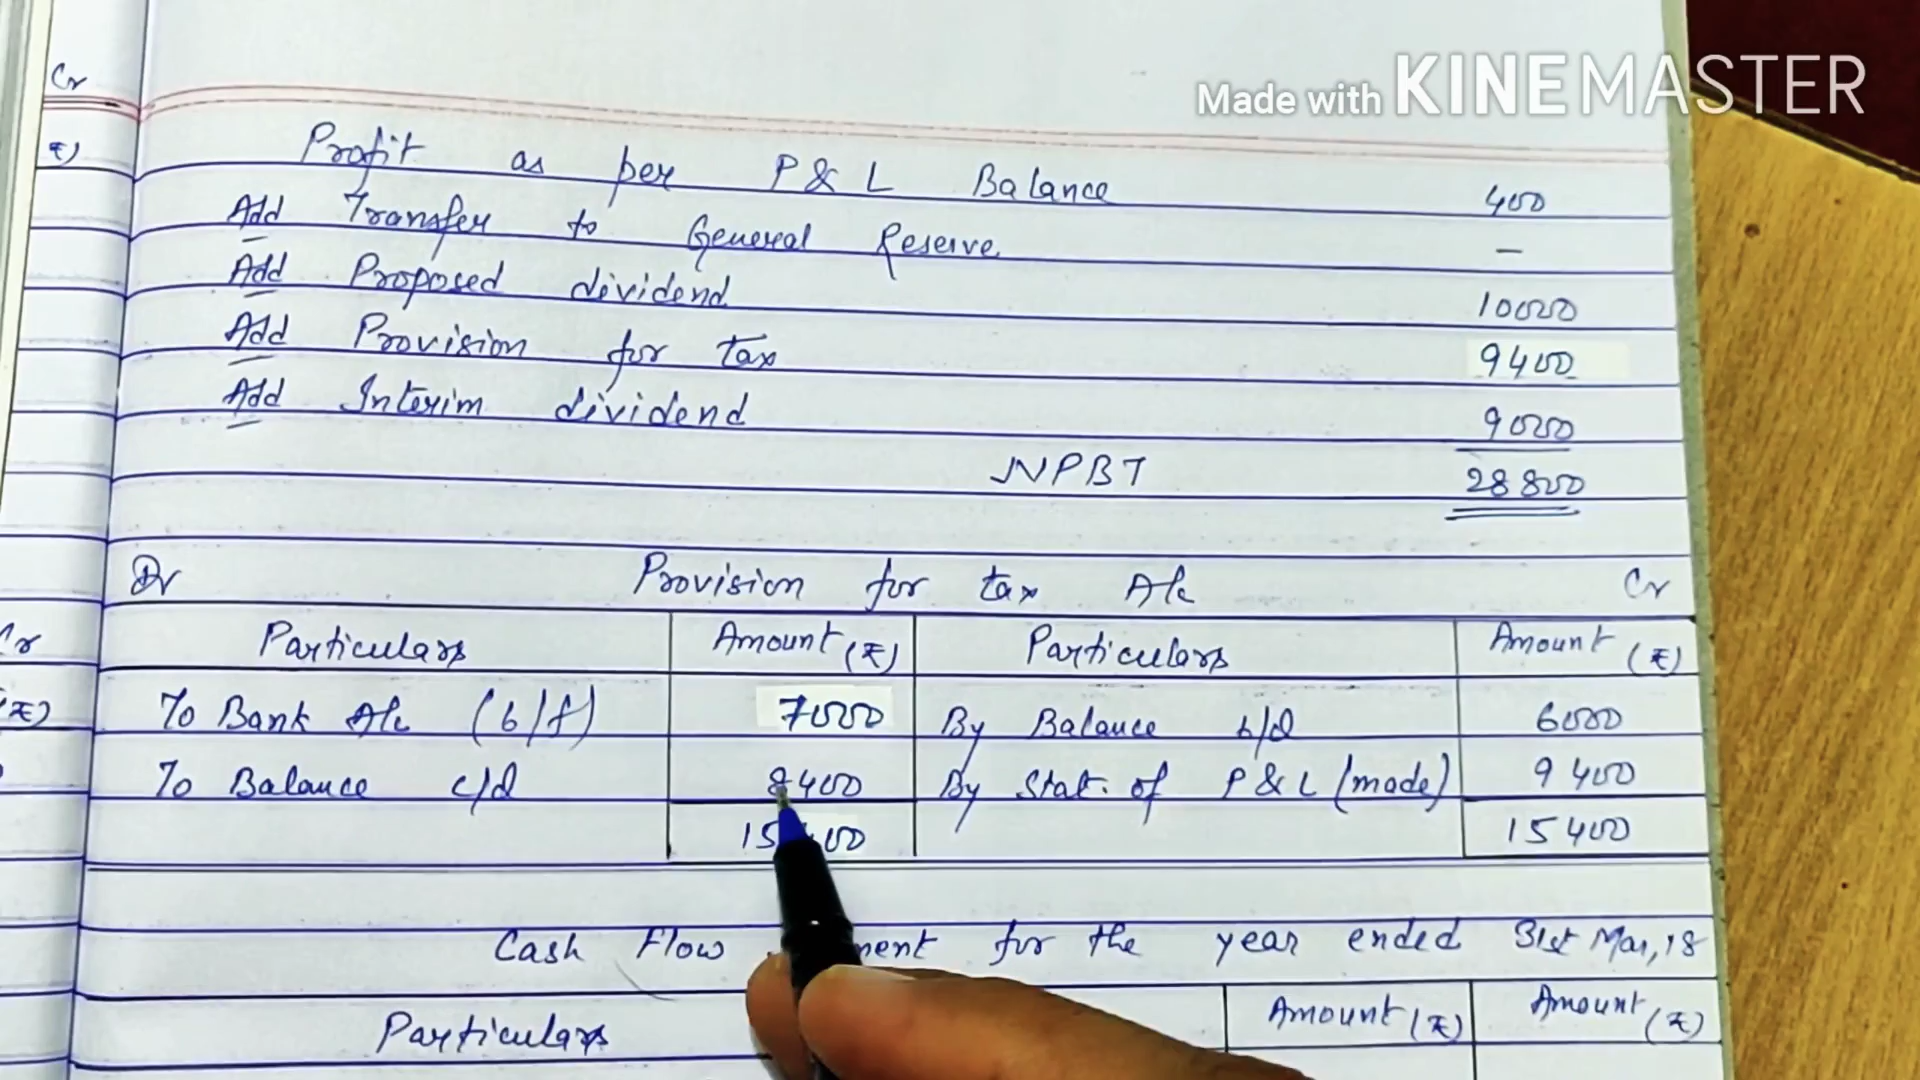 Made with KINEMASTER
Cr
₹)
Profit as per P & L Balance 400
Add Transfer to General Reserve —
Add Proposed dividend 10000
Add Provision for tax 9400
Add Interim dividend 9000
NPBT 28800
Dr Provision for tax A/c Cr
Cr
Particulars Amount (₹) Particulars Amount (₹)
(₹) To Bank A/c (b/f) 7000 By Balance b/d 6000
To Balance c/d 8400 By Stat. of P & L (made) 9400
15400 15400
Cash Flow ment for the year ended 31st Mar, 18
Particulars Amount (₹) Amount (₹)